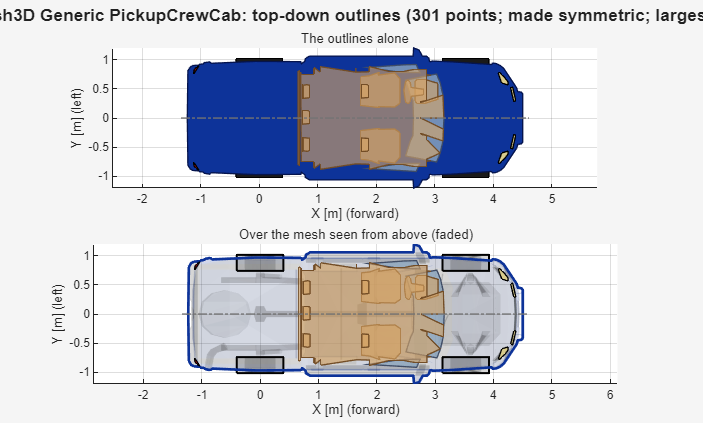 sh3D Generic PickupCrewCab: top-down outlines (301 points; made symmetric; larges
The outlines alone
1
0.5
0
-0.5
-1
Y [m] (left)
-2 -1 0 1 2 3 4 5
X [m] (forward)
Over the mesh seen from above (faded)
1
0.5
0
-0.5
-1
Y [m] (left)
-2 -1 0 1 2 3 4 5 6
X [m] (forward)